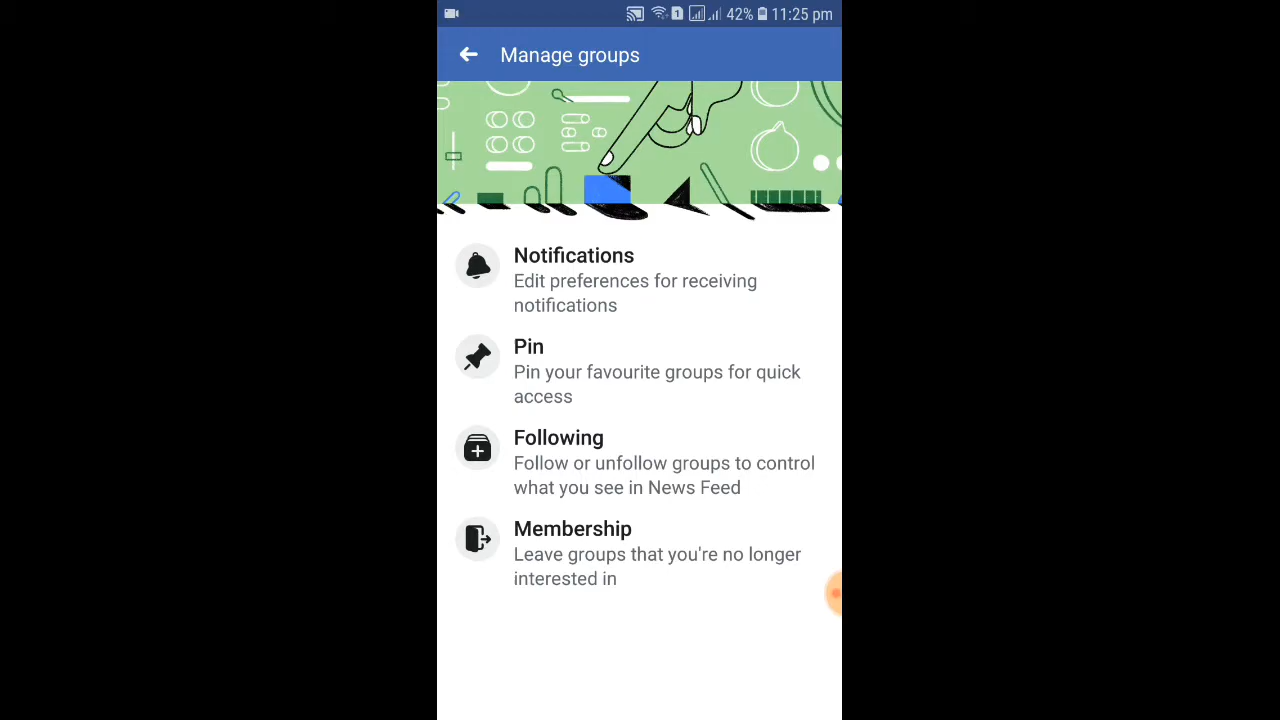 1 42% 11:25 pm
Manage groups
Notifications
Edit preferences for receiving
notifications
Pin
Pin your favourite groups for quick
access
Following
Follow or unfollow groups to control
what you see in News Feed
Membership
Leave groups that you're no longer
interested in